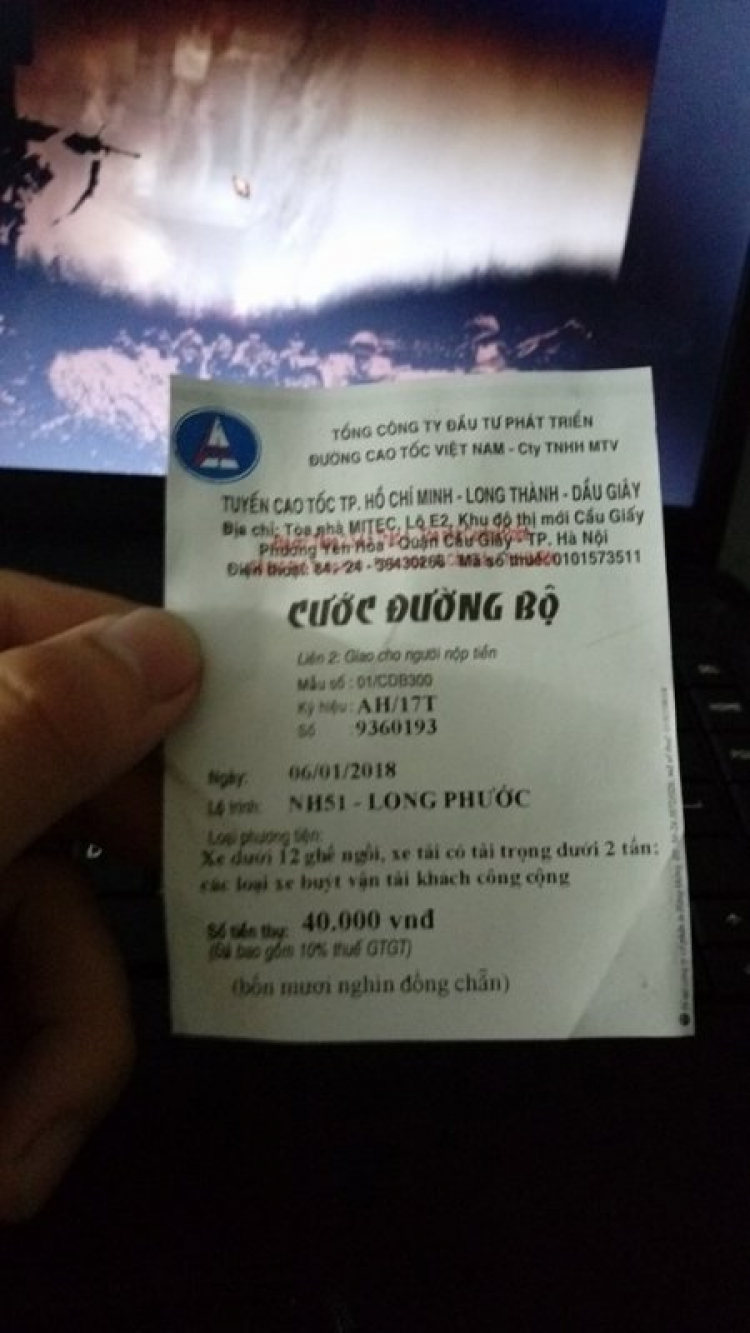 TỔNG CÔNG TY ĐẦU TƯ PHÁT TRIỂN
ĐƯỜNG CAO TỐC VIỆT NAM - Cty TNHH MTV
TUYẾN CAO TỐC TP. HỒ CHÍ MINH - LONG THÀNH - DẦU GIÂY
Địa chỉ: Tòa nhà MITEC, Lô E2, Khu đô thị mới Cầu Giấy
Phường Yên Hòa - Quận Cầu Giấy - TP. Hà Nội
Điện thoại: 84. 24 - 36430268 Mã số thuế: 0101573511
CƯỚC ĐƯỜNG BỘ
Liên 2: Giao cho người nộp tiền
Mẫu số : 01/CDB300
Ký hiệu : AH/17T
Số : 9360193
Ngày: 06/01/2018
Lộ trình: NH51 - LONG PHƯỚC
Loại phương tiện:
Xe dưới 12 ghế ngồi, xe tải có tải trọng dưới 2 tấn;
các loại xe buýt vận tải khách công cộng
Số tiền thu: 40.000 vnđ
(Đã bao gồm 10% thuế GTGT)
(bốn mươi nghìn đồng chẵn)